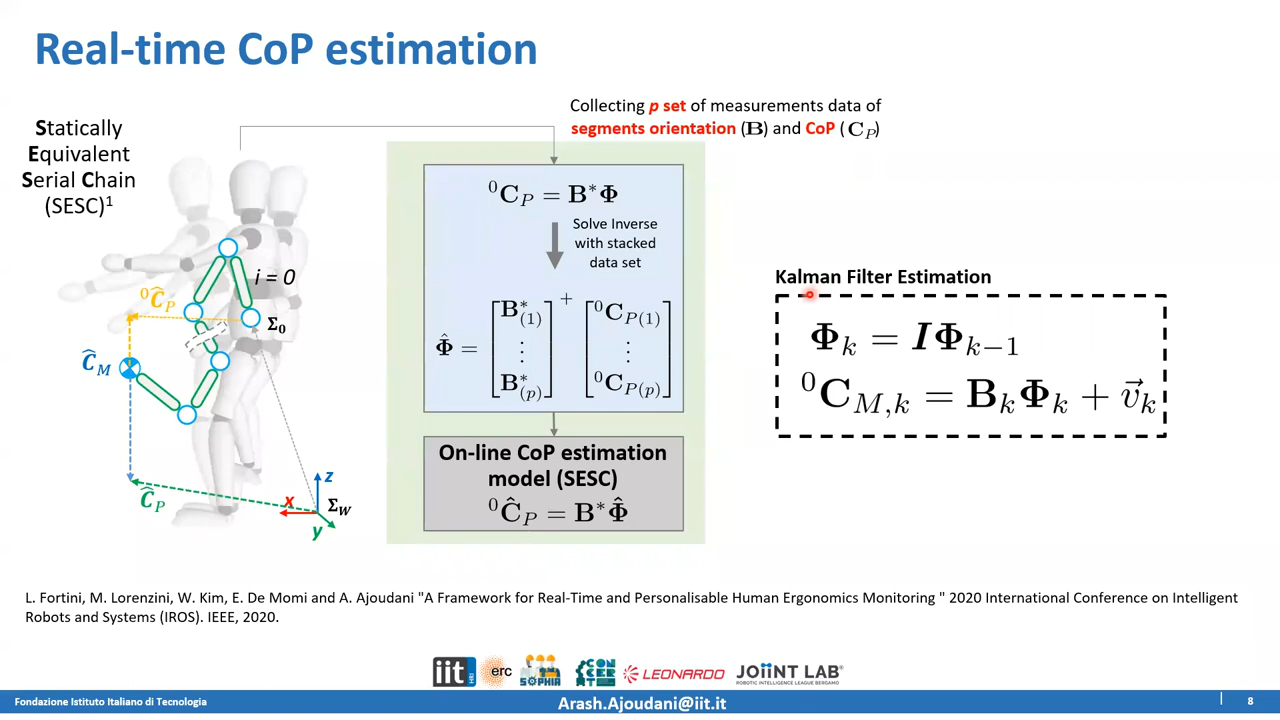 Real-time CoP estimation
Collecting p set of measurements data of
segments orientation (B) and CoP ( C_P)
Statically
Equivalent
Serial Chain
(SESC)¹
⁰C_P = B*Φ
Solve Inverse
with stacked
data set
i = 0
⁰Ĉ_P
Σ₀
Ĉ_M
Φ̂ = [B*_(1) ⋮ B*_(p)]⁺ [⁰C_P(1) ⋮ ⁰C_P(p)]
Kalman Filter Estimation
Φ_k = IΦ_{k−1}
⁰C_{M,k} = B_kΦ_k + v⃗_k
On-line CoP estimation
model (SESC)
⁰Ĉ_P = B*Φ̂
Ĉ_P
z
x
y
Σ_W
L. Fortini, M. Lorenzini, W. Kim, E. De Momi and A. Ajoudani "A Framework for Real-Time and Personalisable Human Ergonomics Monitoring " 2020 International Conference on Intelligent
Robots and Systems (IROS). IEEE, 2020.
iit erc SOPHIA CONCERT LEONARDO JOiiNT LAB
ROBOTIC INTELLIGENCE LEAGUE BERGAMO
Fondazione Istituto Italiano di Tecnologia
Arash.Ajoudani@iit.it
8